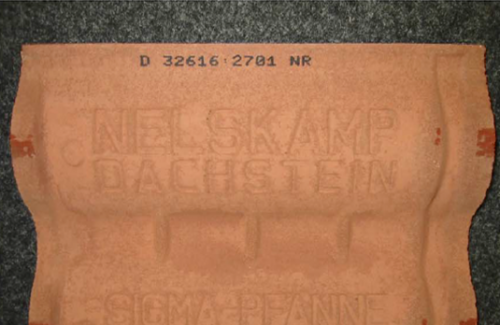 D 32616 2701 NR
NELSKAMP
DACHSTEIN
SIGMA-PFANNE